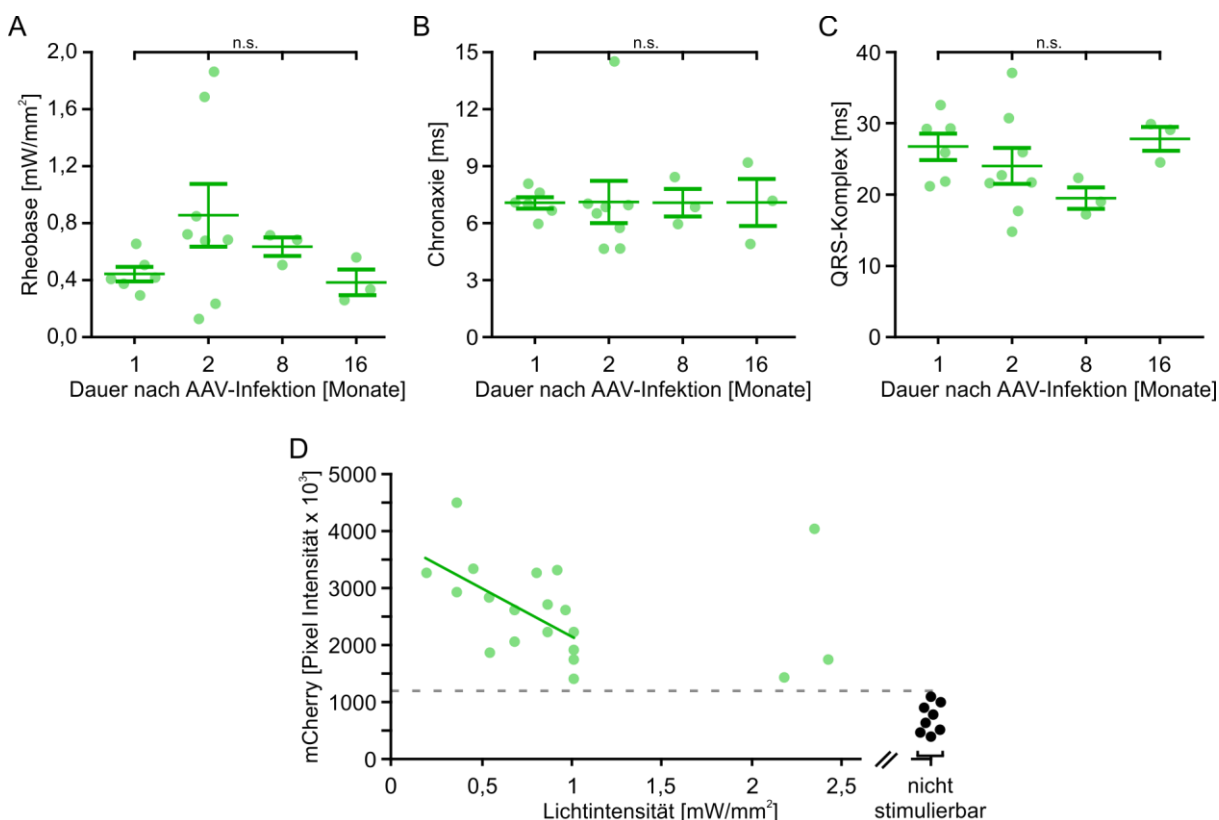 A
n.s.
2,0
1,6
1,2
0,8
0,4
0,0
Rheobase [mW/mm²]
1 2 8 16
Dauer nach AAV-Infektion [Monate]
B
n.s.
15
12
9
6
3
0
Chronaxie [ms]
1 2 8 16
Dauer nach AAV-Infektion [Monate]
C
n.s.
40
30
20
10
0
QRS-Komplex [ms]
1 2 8 16
Dauer nach AAV-Infektion [Monate]
D
5000
4000
3000
2000
1000
0
mCherry [Pixel Intensität x 10³]
0 0,5 1 1,5 2 2,5
Lichtintensität [mW/mm²]
nicht
stimulierbar